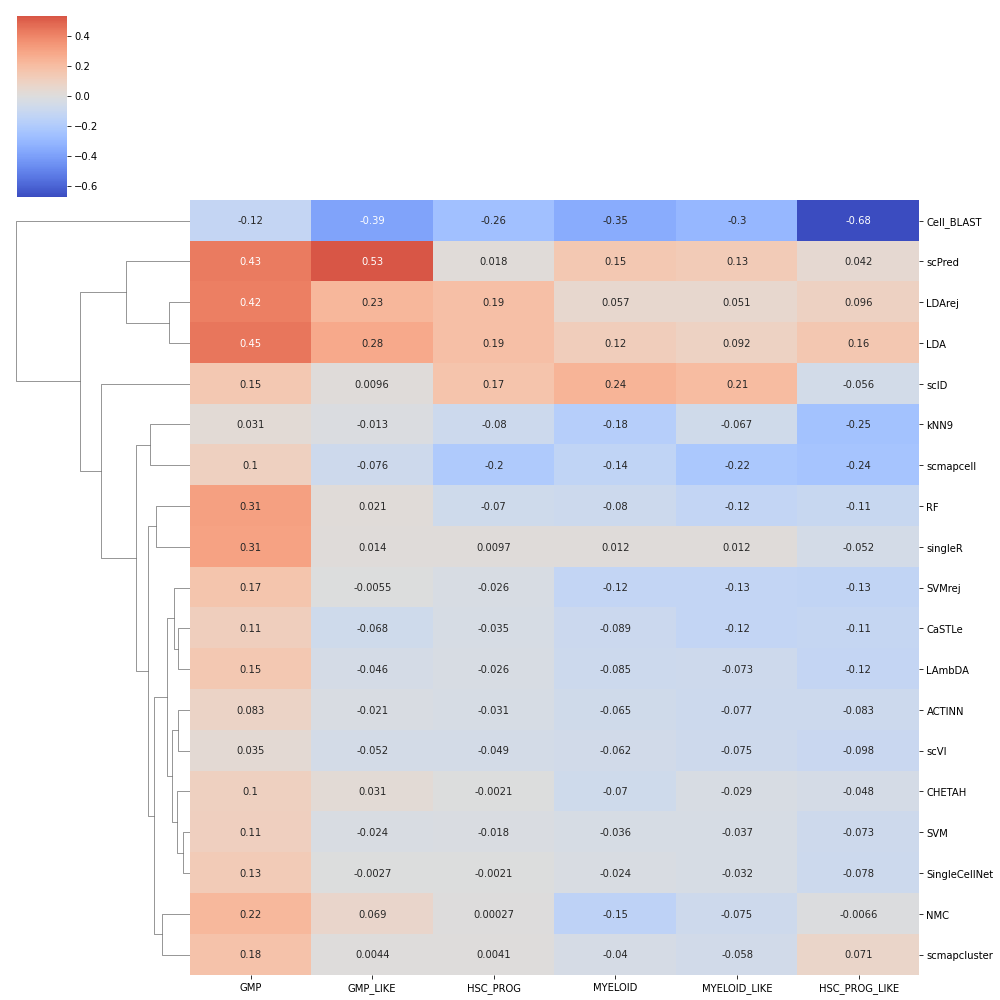 0.4
0.2
0.0
−0.2
−0.4
−0.6
-0.12 -0.39 -0.26 -0.35 -0.3 -0.68 Cell_BLAST
0.43 0.53 0.018 0.15 0.13 0.042 scPred
0.42 0.23 0.19 0.057 0.051 0.096 LDArej
0.45 0.28 0.19 0.12 0.092 0.16 LDA
0.15 0.0096 0.17 0.24 0.21 -0.056 scID
0.031 -0.013 -0.08 -0.18 -0.067 -0.25 kNN9
0.1 -0.076 -0.2 -0.14 -0.22 -0.24 scmapcell
0.31 0.021 -0.07 -0.08 -0.12 -0.11 RF
0.31 0.014 0.0097 0.012 0.012 -0.052 singleR
0.17 -0.0055 -0.026 -0.12 -0.13 -0.13 SVMrej
0.11 -0.068 -0.035 -0.089 -0.12 -0.11 CaSTLe
0.15 -0.046 -0.026 -0.085 -0.073 -0.12 LAmbDA
0.083 -0.021 -0.031 -0.065 -0.077 -0.083 ACTINN
0.035 -0.052 -0.049 -0.062 -0.075 -0.098 scVI
0.1 0.031 -0.0021 -0.07 -0.029 -0.048 CHETAH
0.11 -0.024 -0.018 -0.036 -0.037 -0.073 SVM
0.13 -0.0027 -0.0021 -0.024 -0.032 -0.078 SingleCellNet
0.22 0.069 0.00027 -0.15 -0.075 -0.0066 NMC
0.18 0.0044 0.0041 -0.04 -0.058 0.071 scmapcluster
GMP GMP_LIKE HSC_PROG MYELOID MYELOID_LIKE HSC_PROG_LIKE